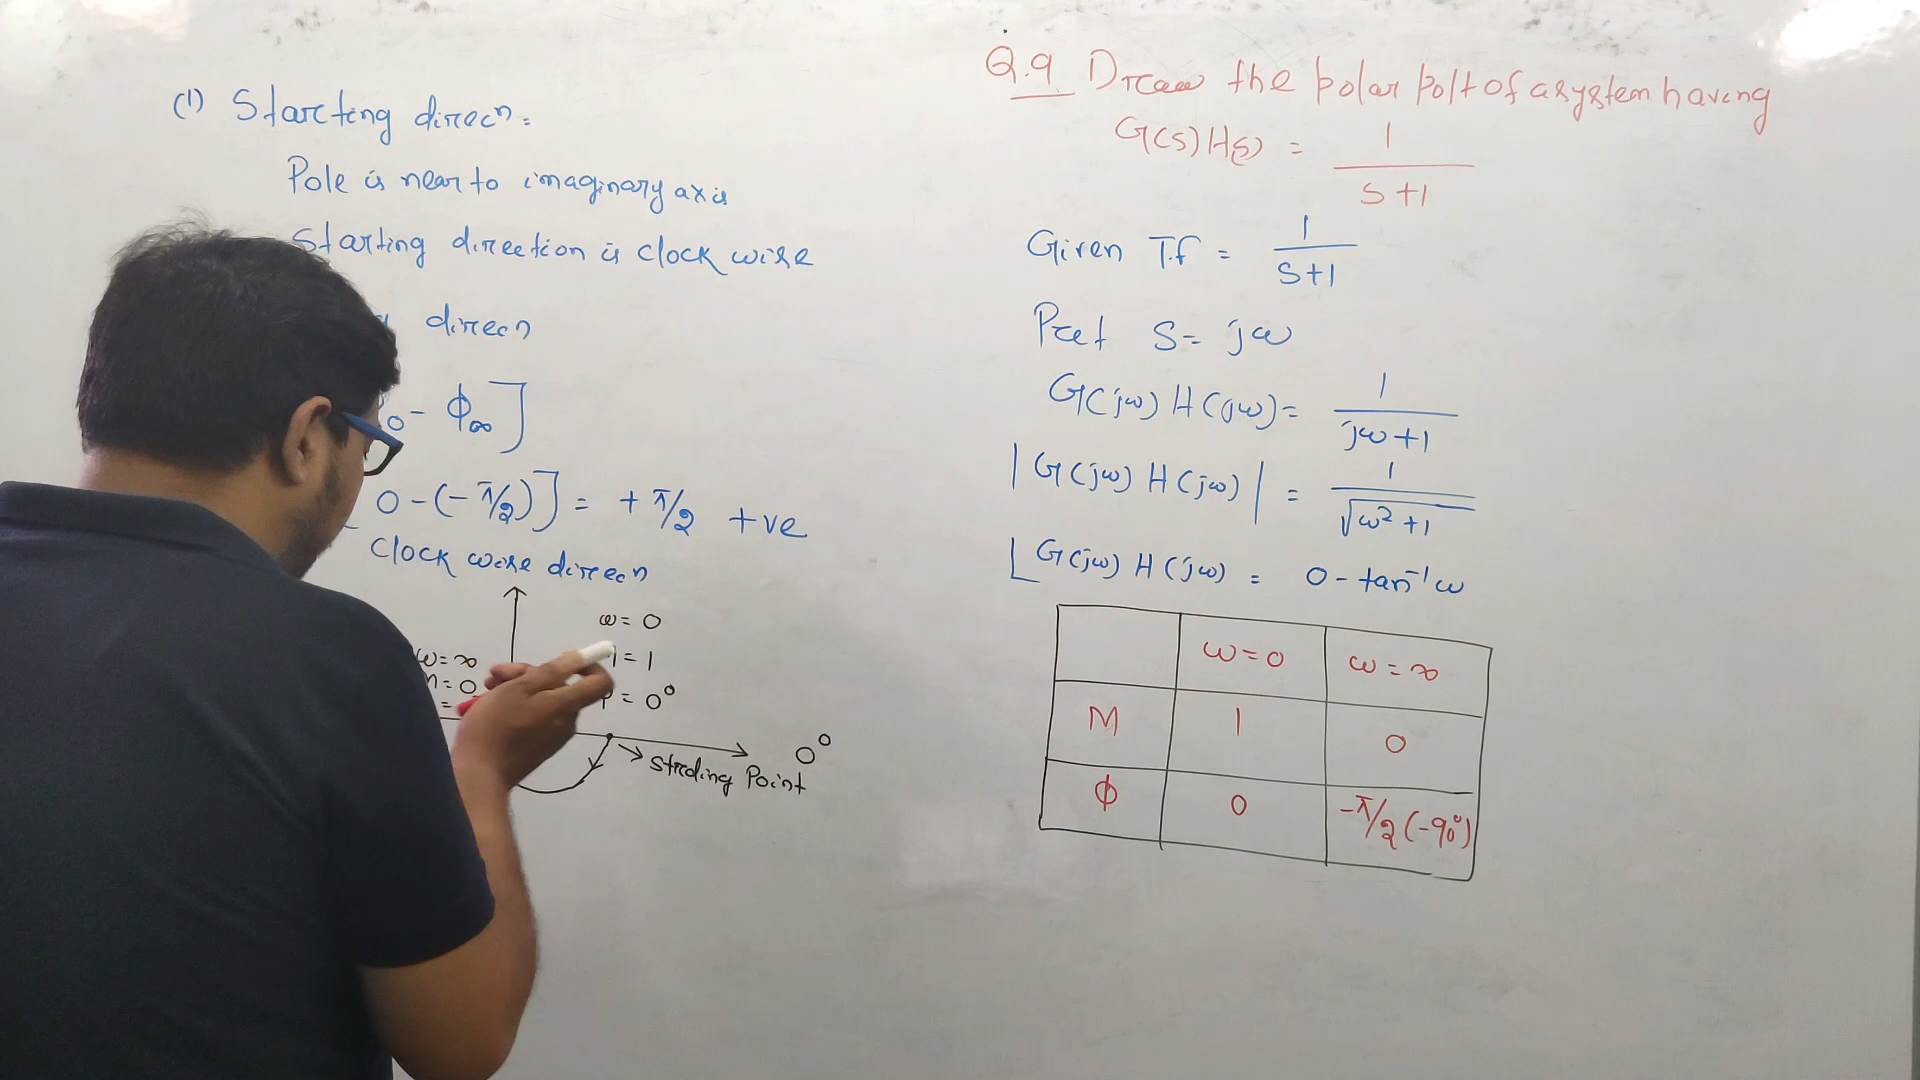 Q.9 Draw the polar polt of a system having
G(s)H(s) = 1/(s+1)
Given T.f = 1/(s+1)
Put s = jω
G(jω) H(jω) = 1/(jω+1)
|G(jω) H(jω)| = 1/√(ω²+1)
∠G(jω) H(jω) = 0 - tan⁻¹ω
ω=0 ω=∞
M 1 0
ϕ 0 -π/2 (-90°)
(1) Starting direcn:
Pole is near to imaginary axis
Starting direction is clock wise
direcn
- ϕ∞]
[0-(-π/2)] = +π/2 +ve
Clock wise direcn
ω=0
=1
= 0°
ω=∞
=0
=
Starting Point
0°